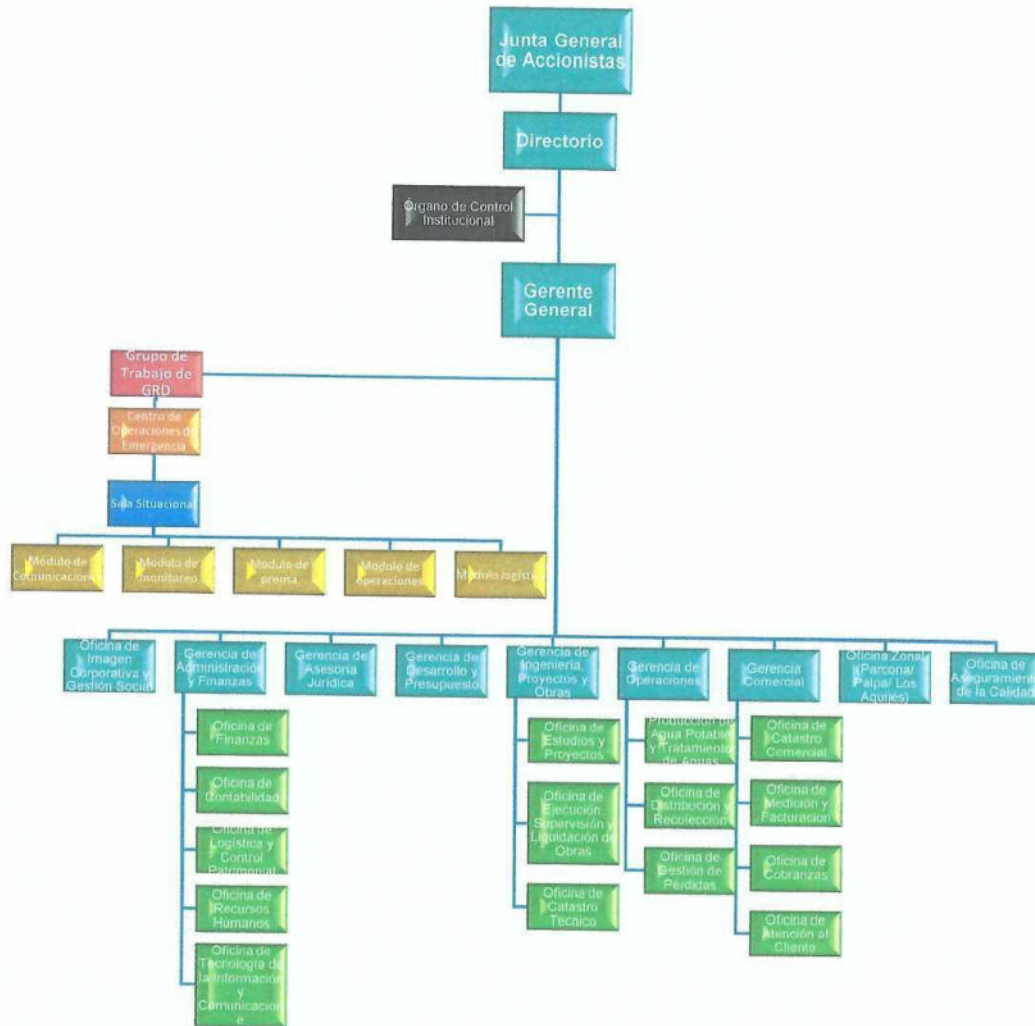 Junta General
de Accionistas
Directorio
Órgano de Control
Institucional
Gerente
General
Grupo de
Trabajo de
GRD
Centro de
Operaciones de
Emergencia
Sala Situacional
Modulo de
Comunicaciones
Modulo de
monitoreo
Modulo de
prensa
Modulo de
operaciones
Modulo logística
Oficina de
Imagen
Corporativa y
Gestión Social
Gerencia de
Administración
y Finanzas
Gerencia de
Asesoria
Jurídica
Gerencia de
Desarrollo y
Presupuesto
Gerencia de
Ingeniería,
Proyectos y
Obras
Gerencia de
Operaciones
Gerencia
Comercial
Oficina Zonal
(Parcona/
Palpa/ Los
Aquijes)
Oficina de
Aseguramient
de la Calidad
Oficina de
Finanzas
Oficina de
Contabilidad
Oficina de
Logística y
Control
Patrimonial
Oficina de
Recursos
Humanos
Oficina de
Tecnología de
la Información
y
Comunicacion
e
Oficina de
Estudios y
Proyectos
Oficina de
Ejecución
Supervisión y
Liquidación de
Obras
Oficina de
Catastro
Técnico
Producción de
Agua Potable
y Tratamiento
de Aguas
Oficina de
Distribución y
Recolección
Oficina de
Gestión de
Pérdidas
Oficina de
Catastro
Comercial
Oficina de
Medición y
Facturación
Oficina de
Cobranzas
Oficina de
Atención al
Cliente